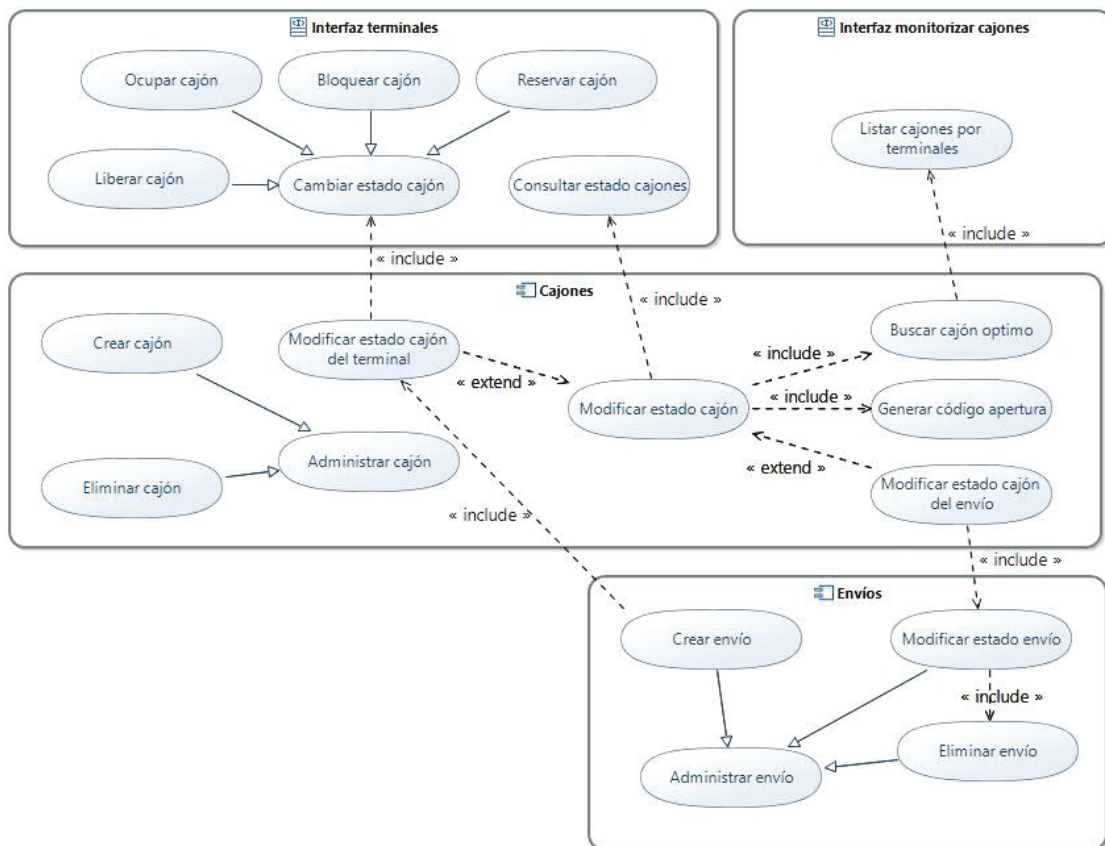 Interfaz terminales
Ocupar cajón
Bloquear cajón
Reservar cajón
Liberar cajón
Cambiar estado cajón
Consultar estado cajones
Interfaz monitorizar cajones
Listar cajones por
terminales
« include »
« include »
« include »
Cajones
Crear cajón
Modificar estado cajón
del terminal
Buscar cajón optimo
« include »
« extend »
« include »
Modificar estado cajón
Generar código apertura
Administrar cajón
« extend »
Eliminar cajón
Modificar estado cajón
del envío
« include »
« include »
Envíos
Crear envío
Modificar estado envío
« include »
Eliminar envío
Administrar envío